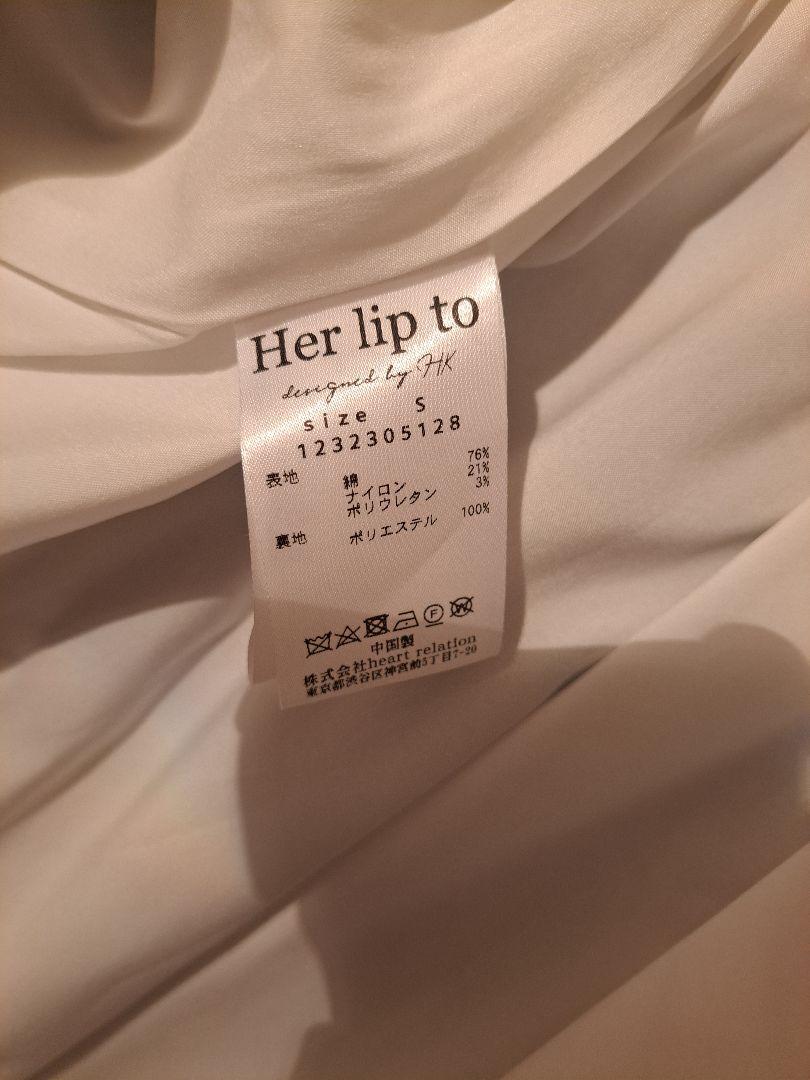 Her lip to
designed by HK
size S
1232305128
表地 綿 76%
ナイロン 21%
ポリウレタン 3%
裏地 ポリエステル 100%
中国製
株式会社heart relation
東京都渋谷区神宮前5丁目7-20